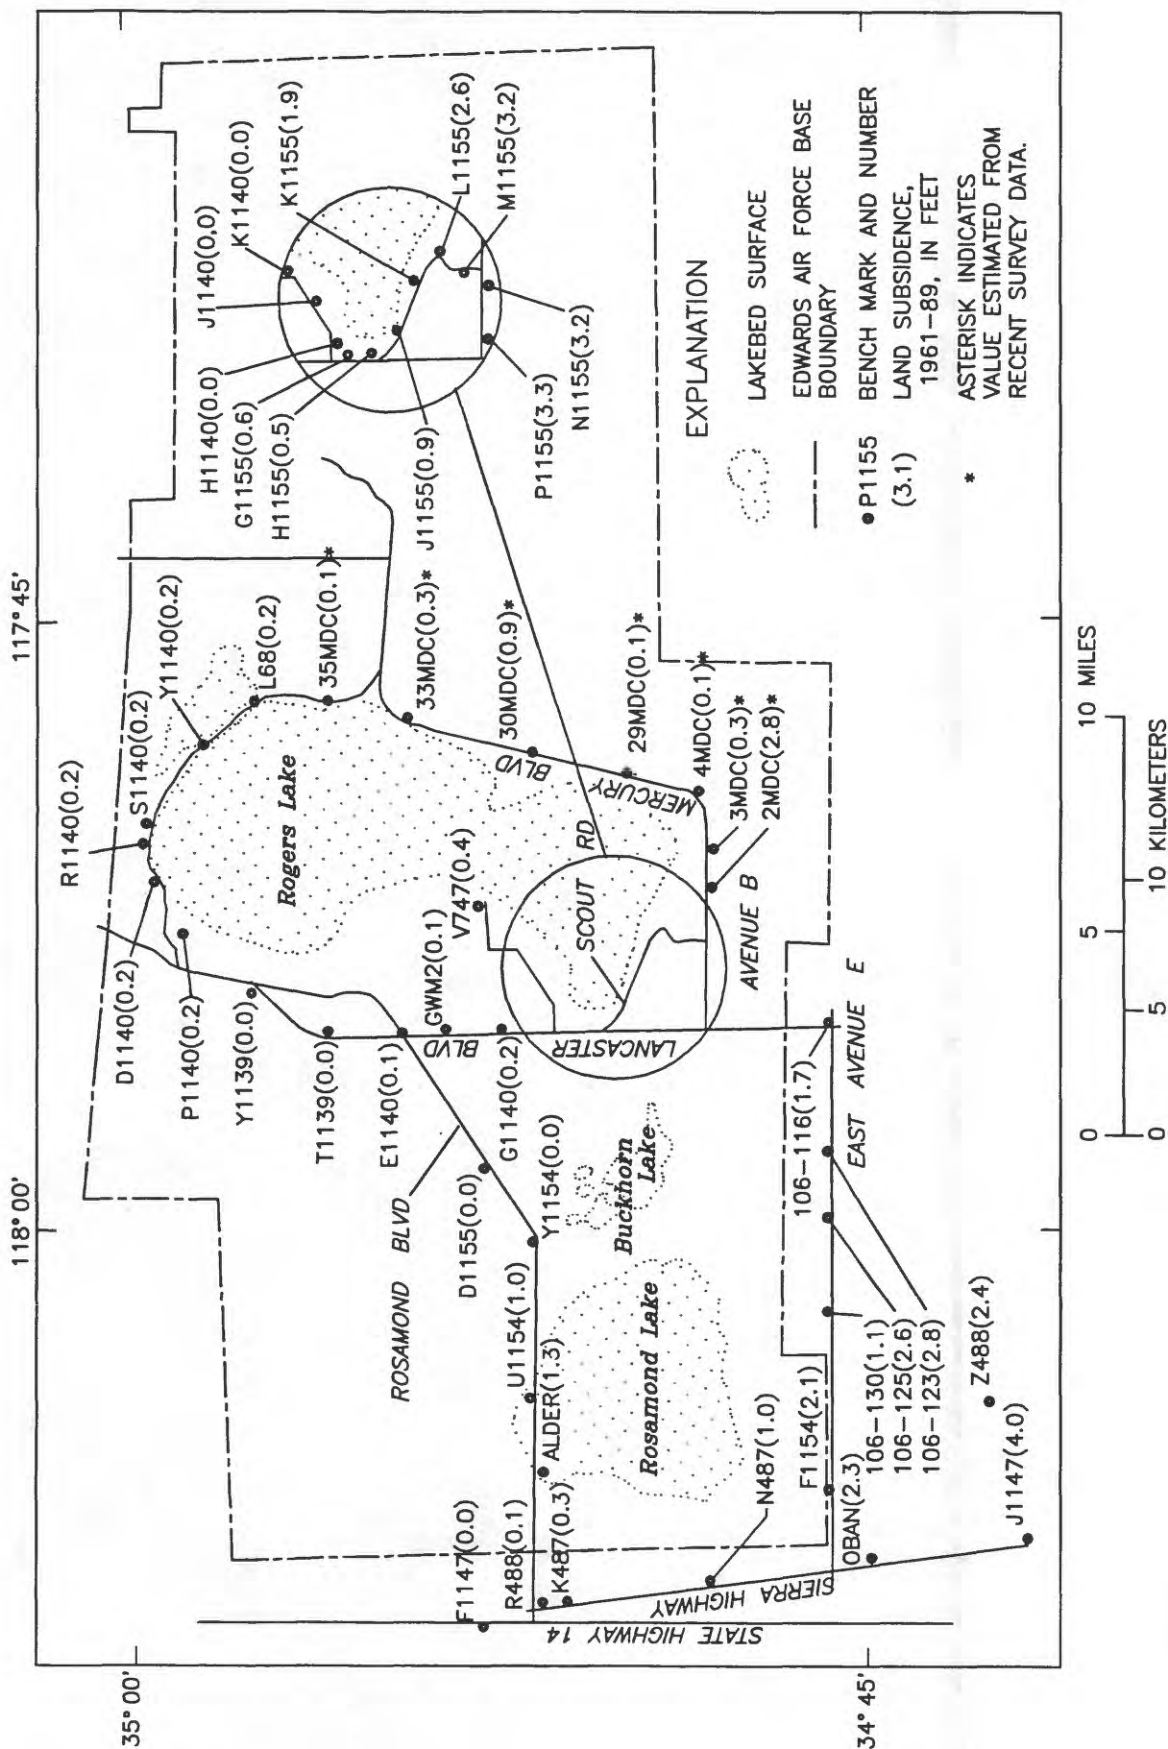 118° 00'
117° 45'
35° 00'
34° 45'
R1140(0.2)
S1140(0.2)
Y1140(0.2)
L68(0.2)
35MDC(0.1)*
33MDC(0.3)*
30MDC(0.9)*
29MDC(0.1)*
4MDC(0.1)*
3MDC(0.3)*
2MDC(2.8)*
D1140(0.2)
P1140(0.2)
Y1139(0.0)
T1139(0.0)
E1140(0.1)
GWM2(0.1)
V747(0.4)
G1140(0.2)
D1155(0.0)
Y1154(0.0)
U1154(1.0)
ALDER(1.3)
F1147(0.0)
R488(0.1)
K487(0.3)
N487(1.0)
F1154(2.1)
OBAN(2.3)
106-116(1.7)
106-130(1.1)
106-125(2.6)
106-123(2.8)
Z488(2.4)
J1147(4.0)
Rogers Lake
Buckhorn
Lake
Rosamond Lake
ROSAMOND BLVD
LANCASTER BLVD
MERCURY BLVD
SCOUT RD
AVENUE B
EAST AVENUE E
SIERRA HIGHWAY
STATE HIGHWAY 14
J1140(0,0)
K1140(0.0)
K1155(1.9)
L1155(2.6)
M1155(3.2)
H1140(0.0)
G1155(0.6)
H1155(0.5)
J1155(0.9)
P1155(3.3)
N1155(3.2)
EXPLANATION
LAKEBED SURFACE
EDWARDS AIR FORCE BASE
BOUNDARY
P1155 BENCH MARK AND NUMBER
(3.1) LAND SUBSIDENCE,
1961-89, IN FEET
* ASTERISK INDICATES
VALUE ESTIMATED FROM
RECENT SURVEY DATA.
0 5 10 MILES
0 5 10 KILOMETERS